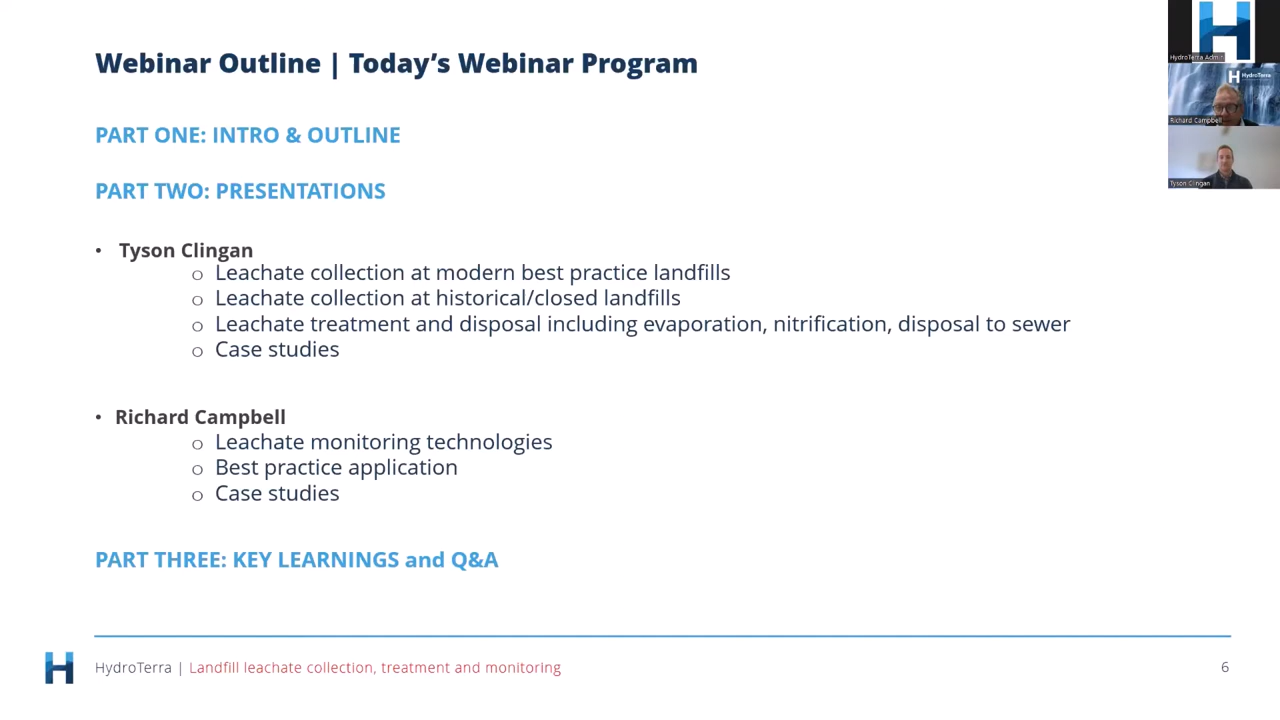 Webinar Outline | Today's Webinar Program
HydroTerra Admin
HydroTerra
Richard Campbell
Tyson Clingan
PART ONE: INTRO & OUTLINE
PART TWO: PRESENTATIONS
• Tyson Clingan
o Leachate collection at modern best practice landfills
o Leachate collection at historical/closed landfills
o Leachate treatment and disposal including evaporation, nitrification, disposal to sewer
o Case studies
• Richard Campbell
o Leachate monitoring technologies
o Best practice application
o Case studies
PART THREE: KEY LEARNINGS and Q&A
HydroTerra | Landfill leachate collection, treatment and monitoring
6